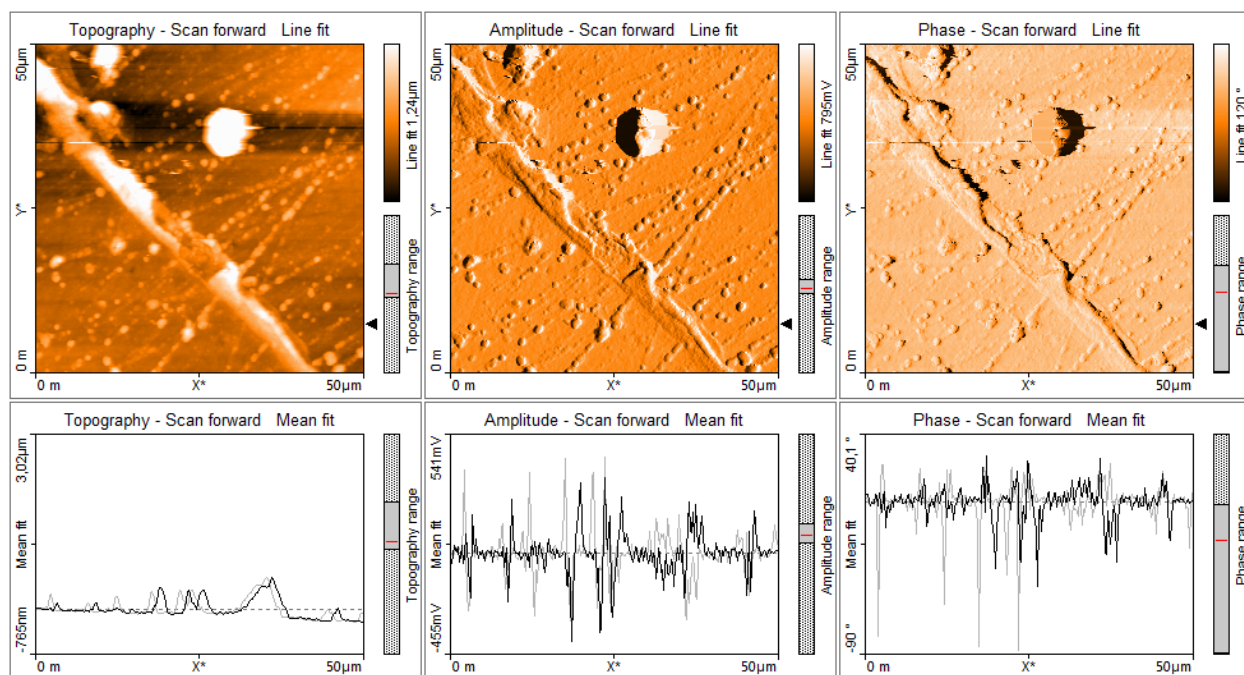 Topography - Scan forward Line fit
50µm
Y*
0 m
0 m
X*
50µm
Line fit 1,24µm
Topography range
Amplitude - Scan forward Line fit
50µm
Y*
0 m
0 m
X*
50µm
Line fit 795mV
Amplitude range
Phase - Scan forward Line fit
50µm
Y*
0 m
0 m
X*
50µm
Line fit 120 °
Phase range
Topography - Scan forward Mean fit
3,02µm
Mean fit
-765nm
0 m
X*
50µm
Topography range
Amplitude - Scan forward Mean fit
541mV
Mean fit
-455mV
0 m
X*
50µm
Amplitude range
Phase - Scan forward Mean fit
40,1 °
Mean fit
-90 °
0 m
X*
50µm
Phase range